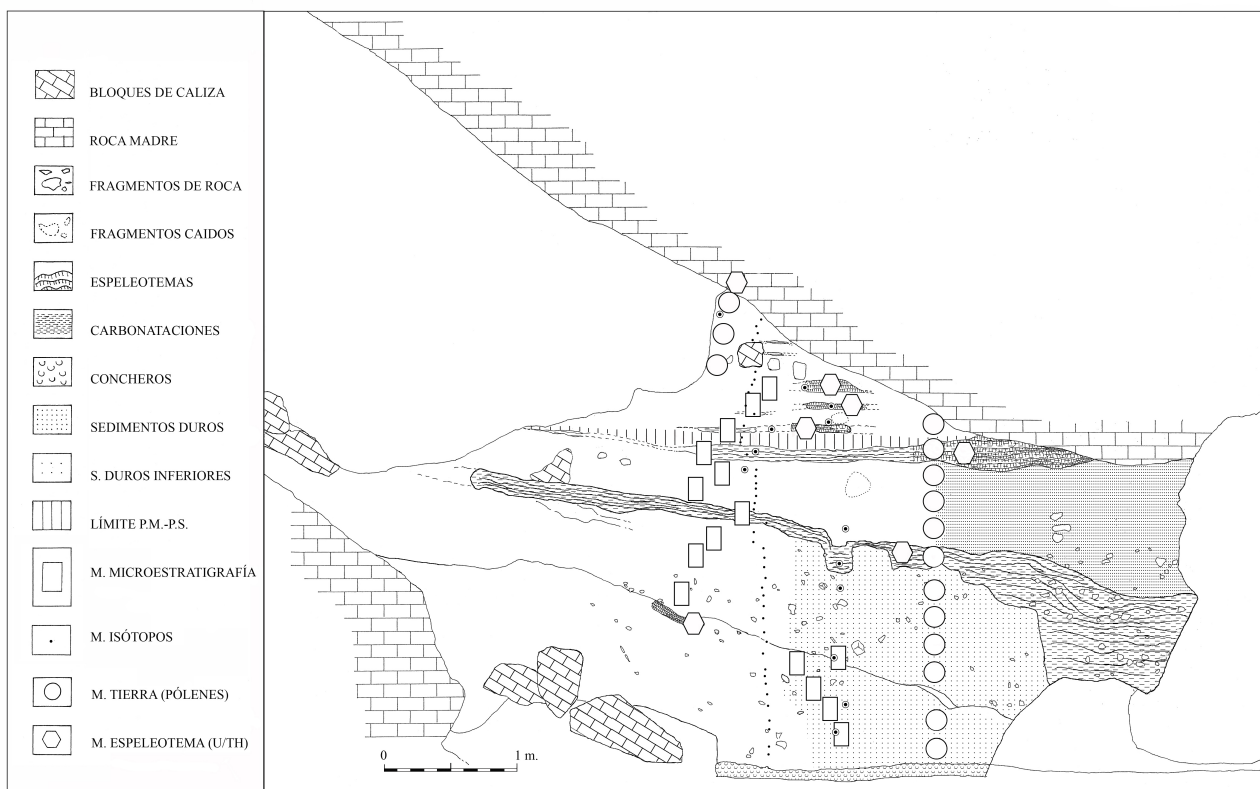 BLOQUES DE CALIZA
ROCA MADRE
FRAGMENTOS DE ROCA
FRAGMENTOS CAIDOS
ESPELEOTEMAS
CARBONATACIONES
CONCHEROS
SEDIMENTOS DUROS
S. DUROS INFERIORES
LÍMITE P.M.-P.S.
M. MICROESTRATIGRAFÍA
M. ISÓTOPOS
M. TIERRA (PÓLENES)
M. ESPELEOTEMA (U/TH)
0 1 m.